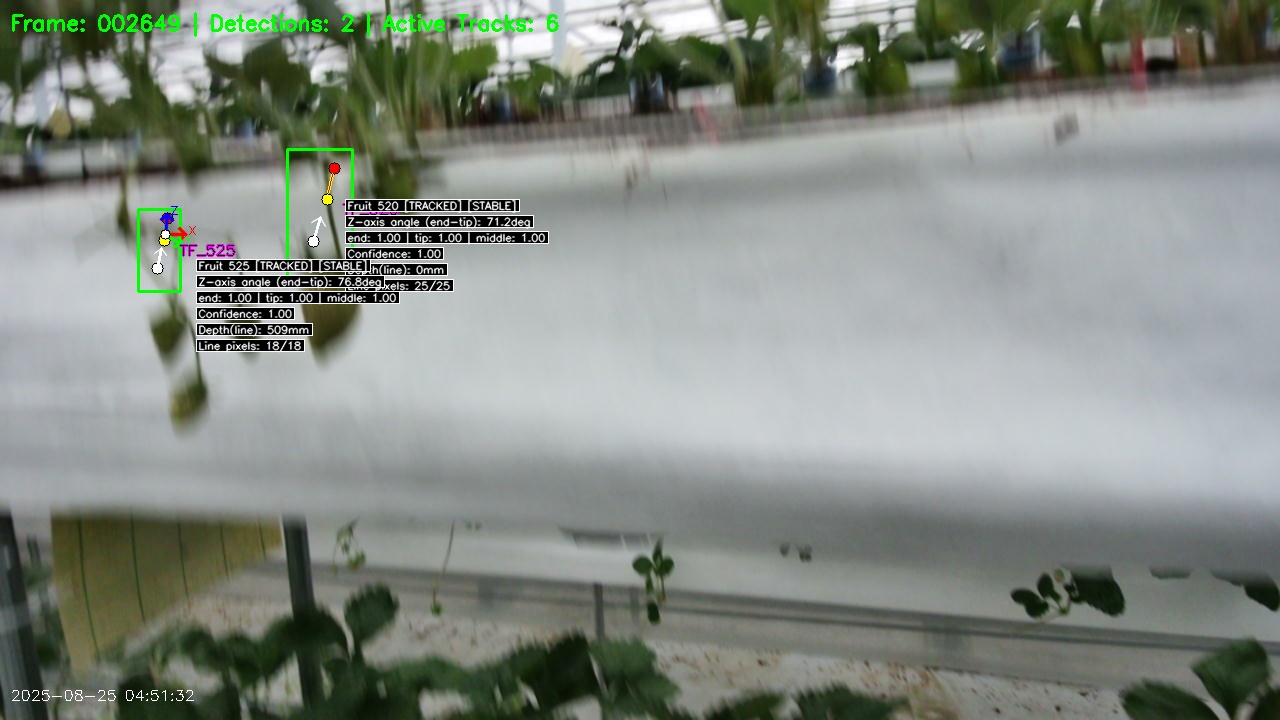 Frame: 002649 | Detections: 2 | Active Tracks: 6
Fruit 520 [TRACKED] [STABLE]
Z-axis angle (end-tip): 71.2deg
end: 1.00 | tip: 1.00 | middle: 1.00
Confidence: 1.00
(line): 0mm
pixels: 25/25
Z
X
TF_525
Fruit 525 [TRACKED] [STABLE]
Z-axis angle (end-tip): 76.8deg
end: 1.00 | tip: 1.00 | middle: 1.00
Confidence: 1.00
Depth(line): 509mm
Line pixels: 18/18
2025-08-25 04:51:32